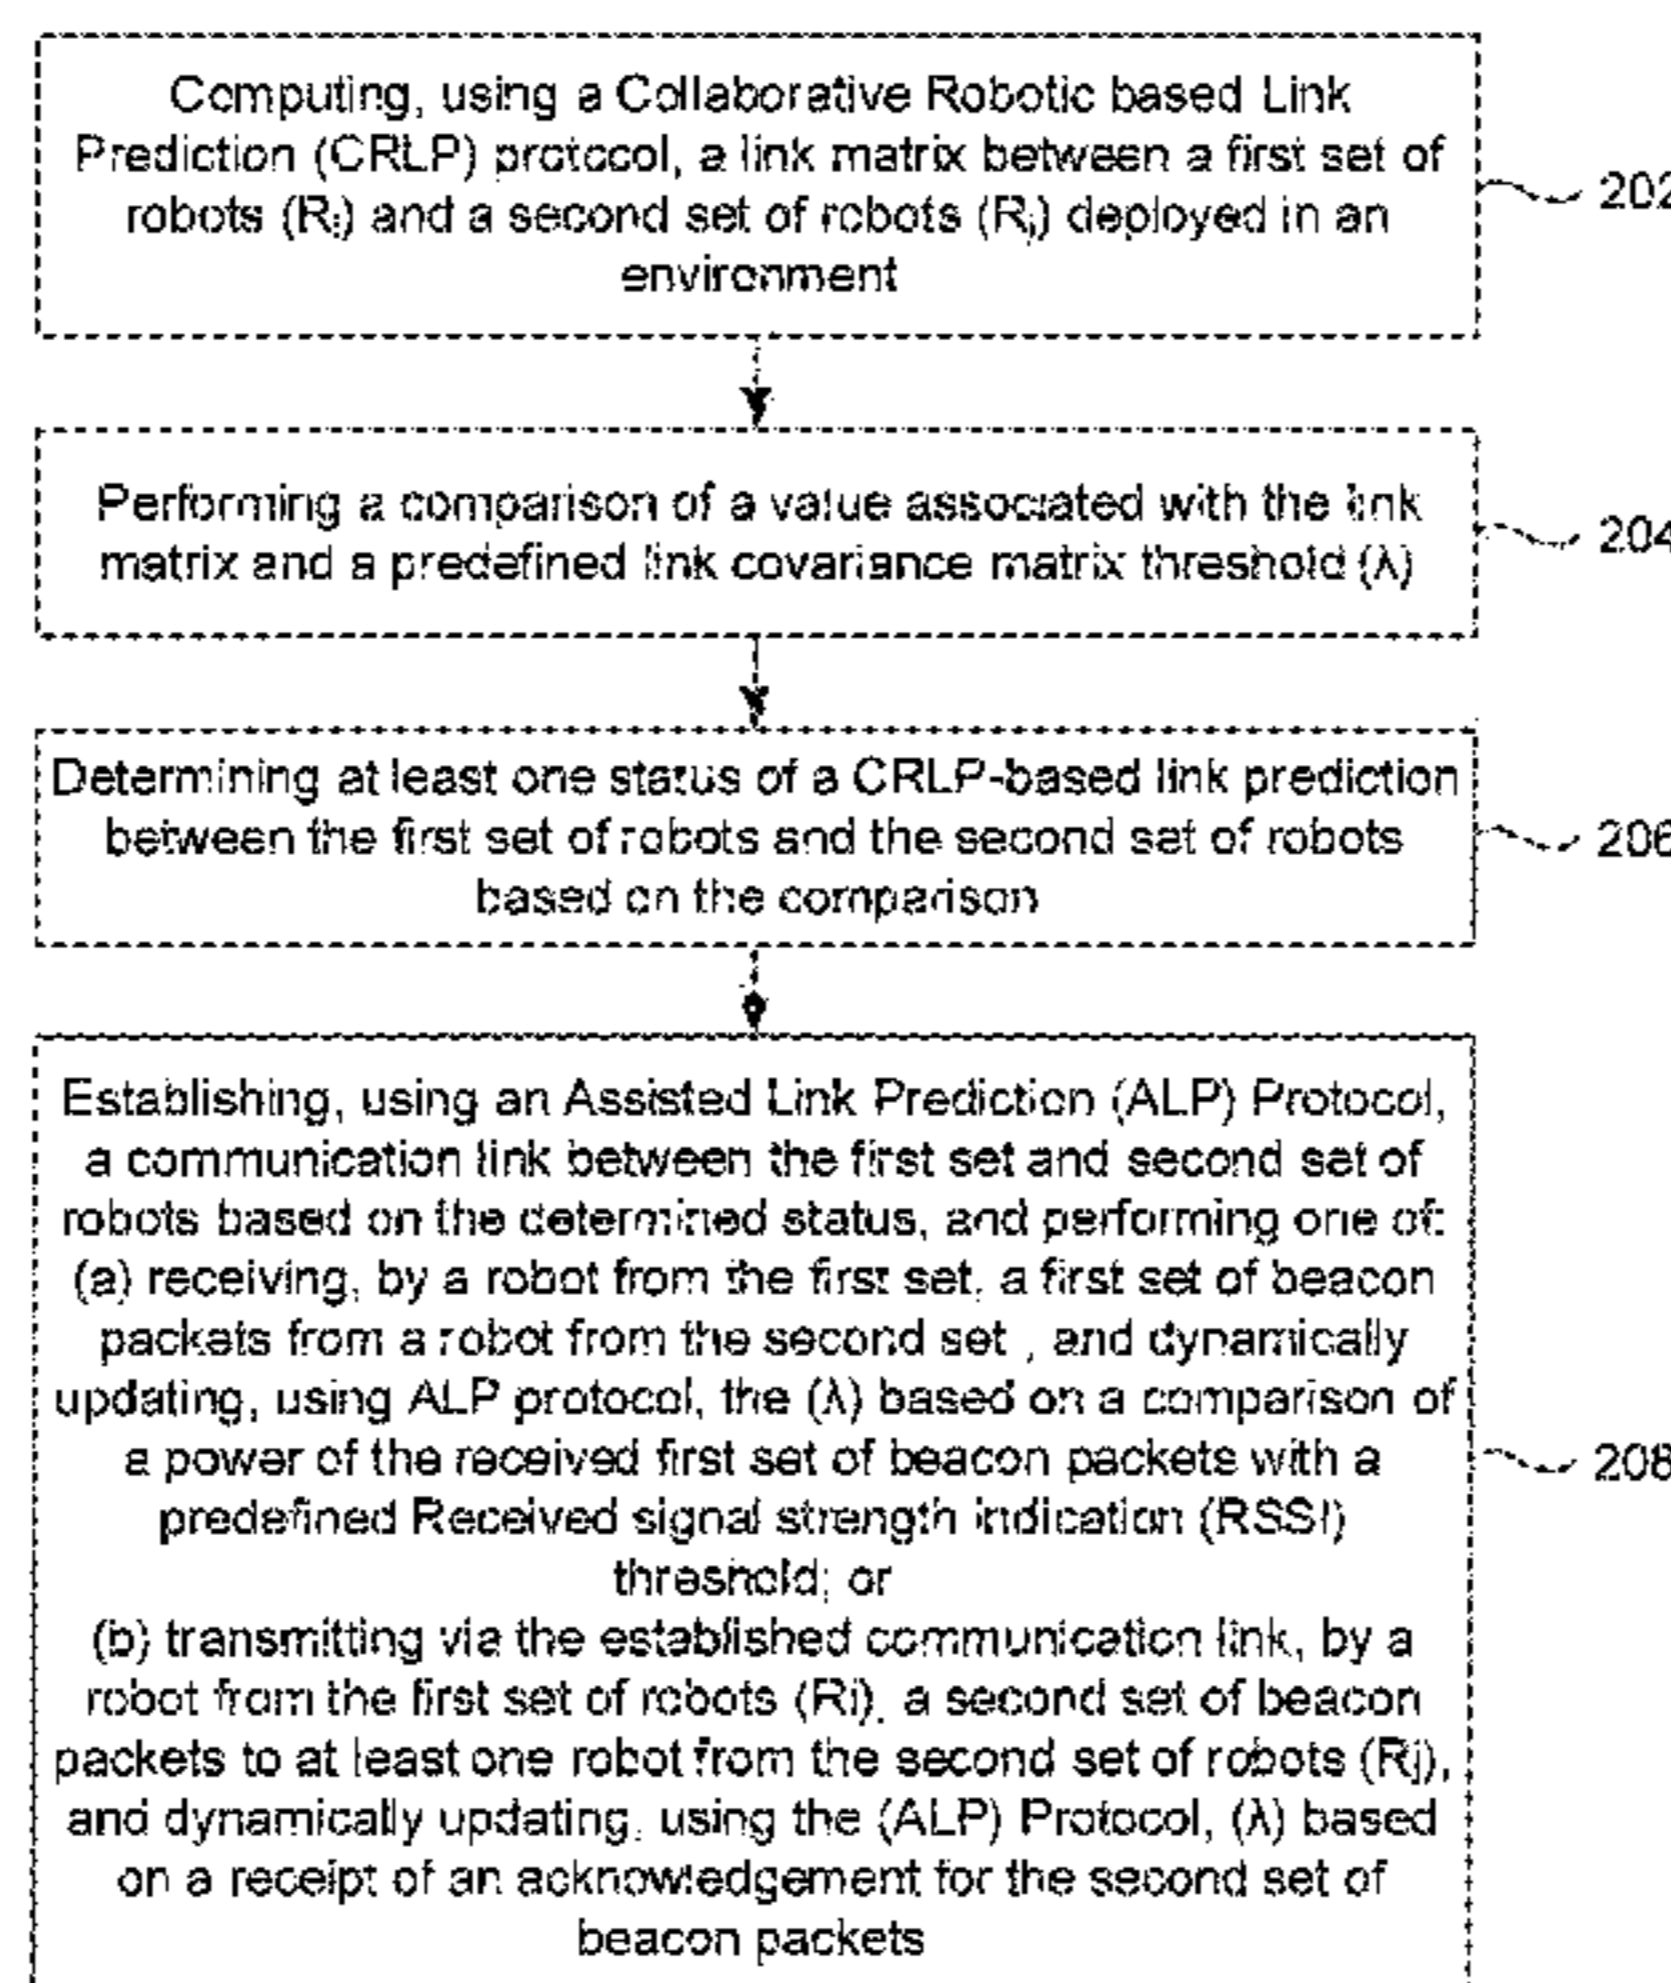 Computing, using a Collaborative Robotic based Link
Prediction (CRLP) protocol, a link matrix between a first set of
robots (Ri) and a second set of robots (Rj) deployed in an
environment
202
Performing a comparison of a value associated with the link
matrix and a predefined link covariance matrix threshold (λ)
204
Determining at least one status of a CRLP-based link prediction
between the first set of robots and the second set of robots
based on the comparison
206
Establishing, using an Assisted Link Prediction (ALP) Protocol,
a communication link between the first set and second set of
robots based on the determined status, and performing one of:
(a) receiving, by a robot from the first set, a first set of beacon
packets from a robot from the second set , and dynamically
updating, using ALP protocol, the (λ) based on a comparison of
a power of the received first set of beacon packets with a
predefined Received signal strength indication (RSSI)
threshold; or
(b) transmitting via the established communication link, by a
robot from the first set of robots (Ri), a second set of beacon
packets to at least one robot from the second set of robots (Rj),
and dynamically updating, using the (ALP) Protocol, (λ) based
on a receipt of an acknowledgement for the second set of
beacon packets
208